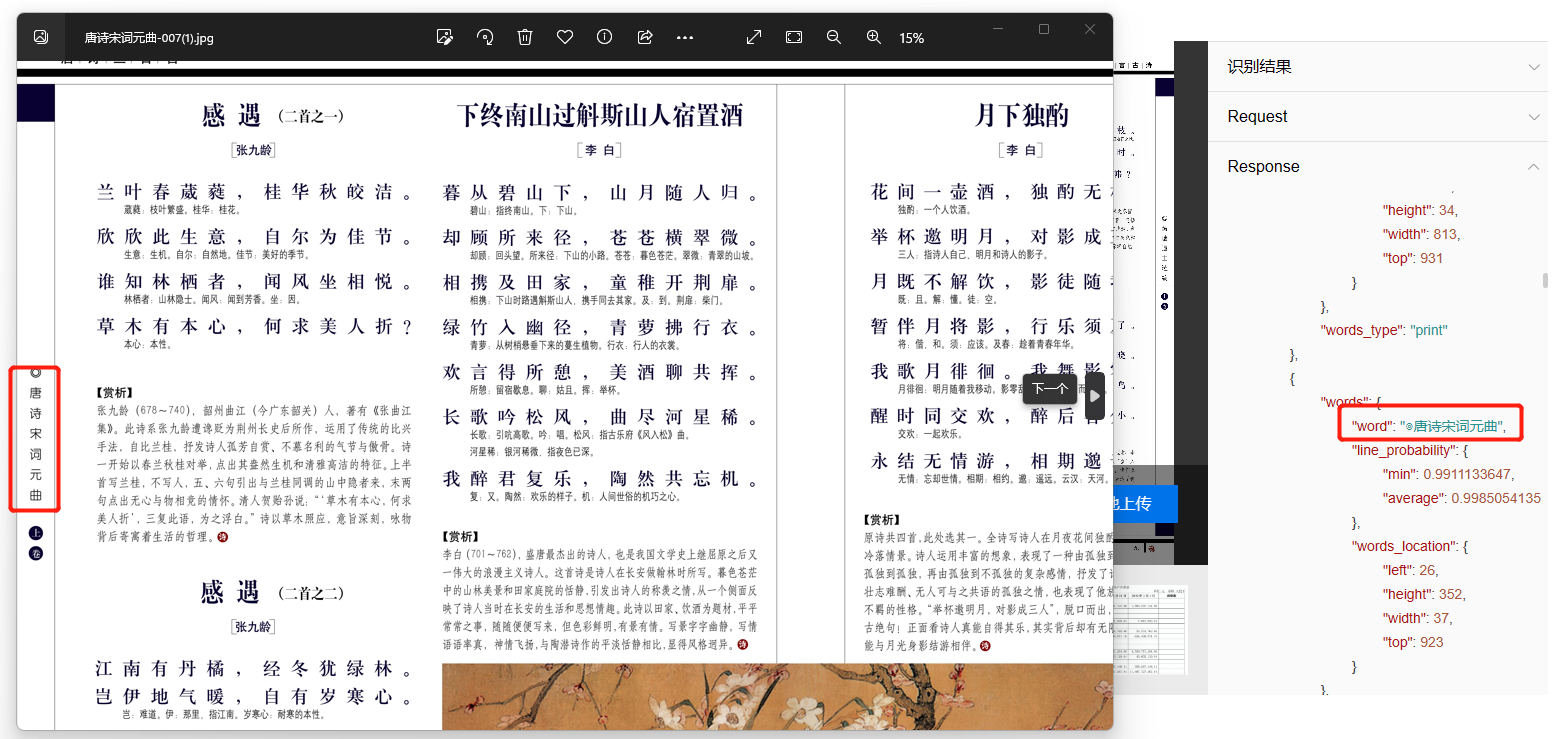 唐诗宋词元曲-007(1).jpg
15%
感遇（二首之一）
[张九龄]
兰叶春葳蕤，桂华秋皎洁。
葳蕤：枝叶繁盛。桂华：桂花。
欣欣此生意，自尔为佳节。
生意：生机。自尔：自然地。佳节：美好的季节。
谁知林栖者，闻风坐相悦。
林栖者：山林隐士。闻风：闻到芳香。坐：因。
草木有本心，何求美人折？
本心：本性。
【赏析】
张九龄（678～740），韶州曲江（今广东韶关）人，著有《张曲江
集》。此诗系张九龄遭谗贬为荆州长史后所作，运用了传统的比兴
手法，自比兰桂，抒发诗人孤芳自赏、不慕名利的气节与傲骨。诗
一开始以春兰秋桂对举，点出其盎然生机和清雅高洁的特征。上半
首写兰桂，不写人，五、六句引出与兰桂同调的山中隐者来，末两
句点出无心与物相竞的情怀。清人贺贻孙说：“‘草木有本心，何求
美人折’，三复此语，为之浮白。”诗以草木照应，意旨深刻，咏物
背后寄寓着生活的哲理。诗
感遇（二首之二）
[张九龄]
江南有丹橘，经冬犹绿林。
岂伊地气暖，自有岁寒心。
岂：难道。伊：那里，指江南。岁寒心：耐寒的本性。
◎唐诗宋词元曲
上卷
下终南山过斛斯山人宿置酒
[李白]
暮从碧山下，山月随人归。
碧山：指终南山。下：下山。
却顾所来径，苍苍横翠微。
却顾：回头望。所来径：下山的小路。苍苍：暮色苍茫。翠微：青翠的山坡。
相携及田家，童稚开荆扉。
相携：下山时路遇斛斯山人，携手同去其家。及：到。荆扉：柴门。
绿竹入幽径，青萝拂行衣。
青萝：从树梢悬垂下来的蔓生植物。行衣：行人的衣裳。
欢言得所憩，美酒聊共挥。
所憩：留宿歇息。聊：姑且。挥：举杯。
长歌吟松风，曲尽河星稀。
长歌：引吭高歌。吟：唱。松风：指古乐府《风入松》曲。
河星稀：银河稀微，指夜色已深。
我醉君复乐，陶然共忘机。
复：又。陶然：欢乐的样子。机：人间世俗的机巧之心。
【赏析】
李白（701～762），盛唐最杰出的诗人，也是我国文学史上继屈原之后又
一伟大的浪漫主义诗人。这首诗是诗人在长安做翰林时所写。暮色苍茫
中的山林美景和田家庭院的恬静，引发出诗人的称羡之情，从一个侧面反
映了诗人当时在长安的生活和思想情趣。此诗以田家、饮酒为题材，平平
常常之事，随随便便写来，但色彩鲜明，有景有情。写景字字幽静，写情
语语率真，神情飞扬，与陶潜诗作的平淡恬静相比，显得风格迥异。诗
月下独酌
[李白]
花间一壶酒，独酌无
独酌：一个人饮酒。
举杯邀明月，对影成
三人：指诗人自己、明月和诗人的影子。
月既不解饮，影徒随
既：且。解：懂。徒：空。
暂伴月将影，行乐须
将：偕，和。须：应该。及春：趁着青春年华。
我歌月徘徊，我舞影
月徘徊：明月随着我移动。影零
醒时同交欢，醉后
交欢：一起欢乐。
永结无情游，相期邈
无情：忘却世情。相期：相约。邈：遥远。云汉：天河。
【赏析】
原诗共四首，此处选其一。全诗写诗人在月夜花间独酌
冷落情景。诗人运用丰富的想象，表现了一种由孤独到
孤独到孤独，再由孤独到不孤独的复杂感情，抒发了诗
壮志难酬、无人可与之共语的孤独之情，也表现了他放
不羁的性格。“举杯邀明月，对影成三人”，脱口而出，
古绝句！正面看诗人真能自得其乐，其实背后却有无
能与月光身影结游相伴。诗
下一个
上传
识别结果
Request
Response
"height": 34,
"width": 813,
"top": 931
}
},
"words_type": "print"
},
{
"words": {
"word": "◎唐诗宋词元曲",
"line_probability": {
"min": 0.9911133647,
"average": 0.9985054135
},
"words_location": {
"left": 26,
"height": 352,
"width": 37,
"top": 923
}
},